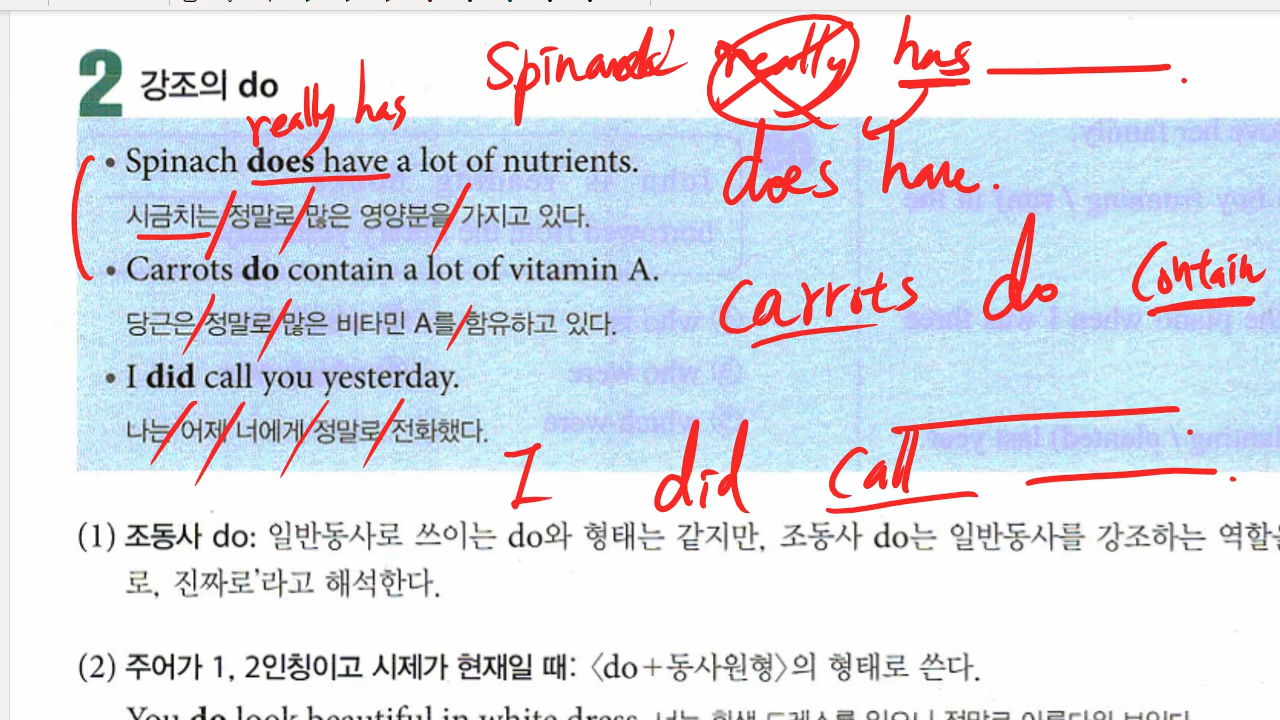 2 강조의 do
Spinach really has
really has
• Spinach does have a lot of nutrients.
does have.
시금치는 정말로 많은 영양분을 가지고 있다.
• Carrots do contain a lot of vitamin A.
carrots do contain
당근은 정말로 많은 비타민 A를 함유하고 있다.
• I did call you yesterday.
나는 어제 너에게 정말로 전화했다.
I did call
(1) 조동사 do: 일반동사로 쓰이는 do와 형태는 같지만, 조동사 do는 일반동사를 강조하는 역할을
로, 진짜로'라고 해석한다.
(2) 주어가 1, 2인칭이고 시제가 현재일 때: 〈do+동사원형〉의 형태로 쓴다.
You do look beautiful in white dress.